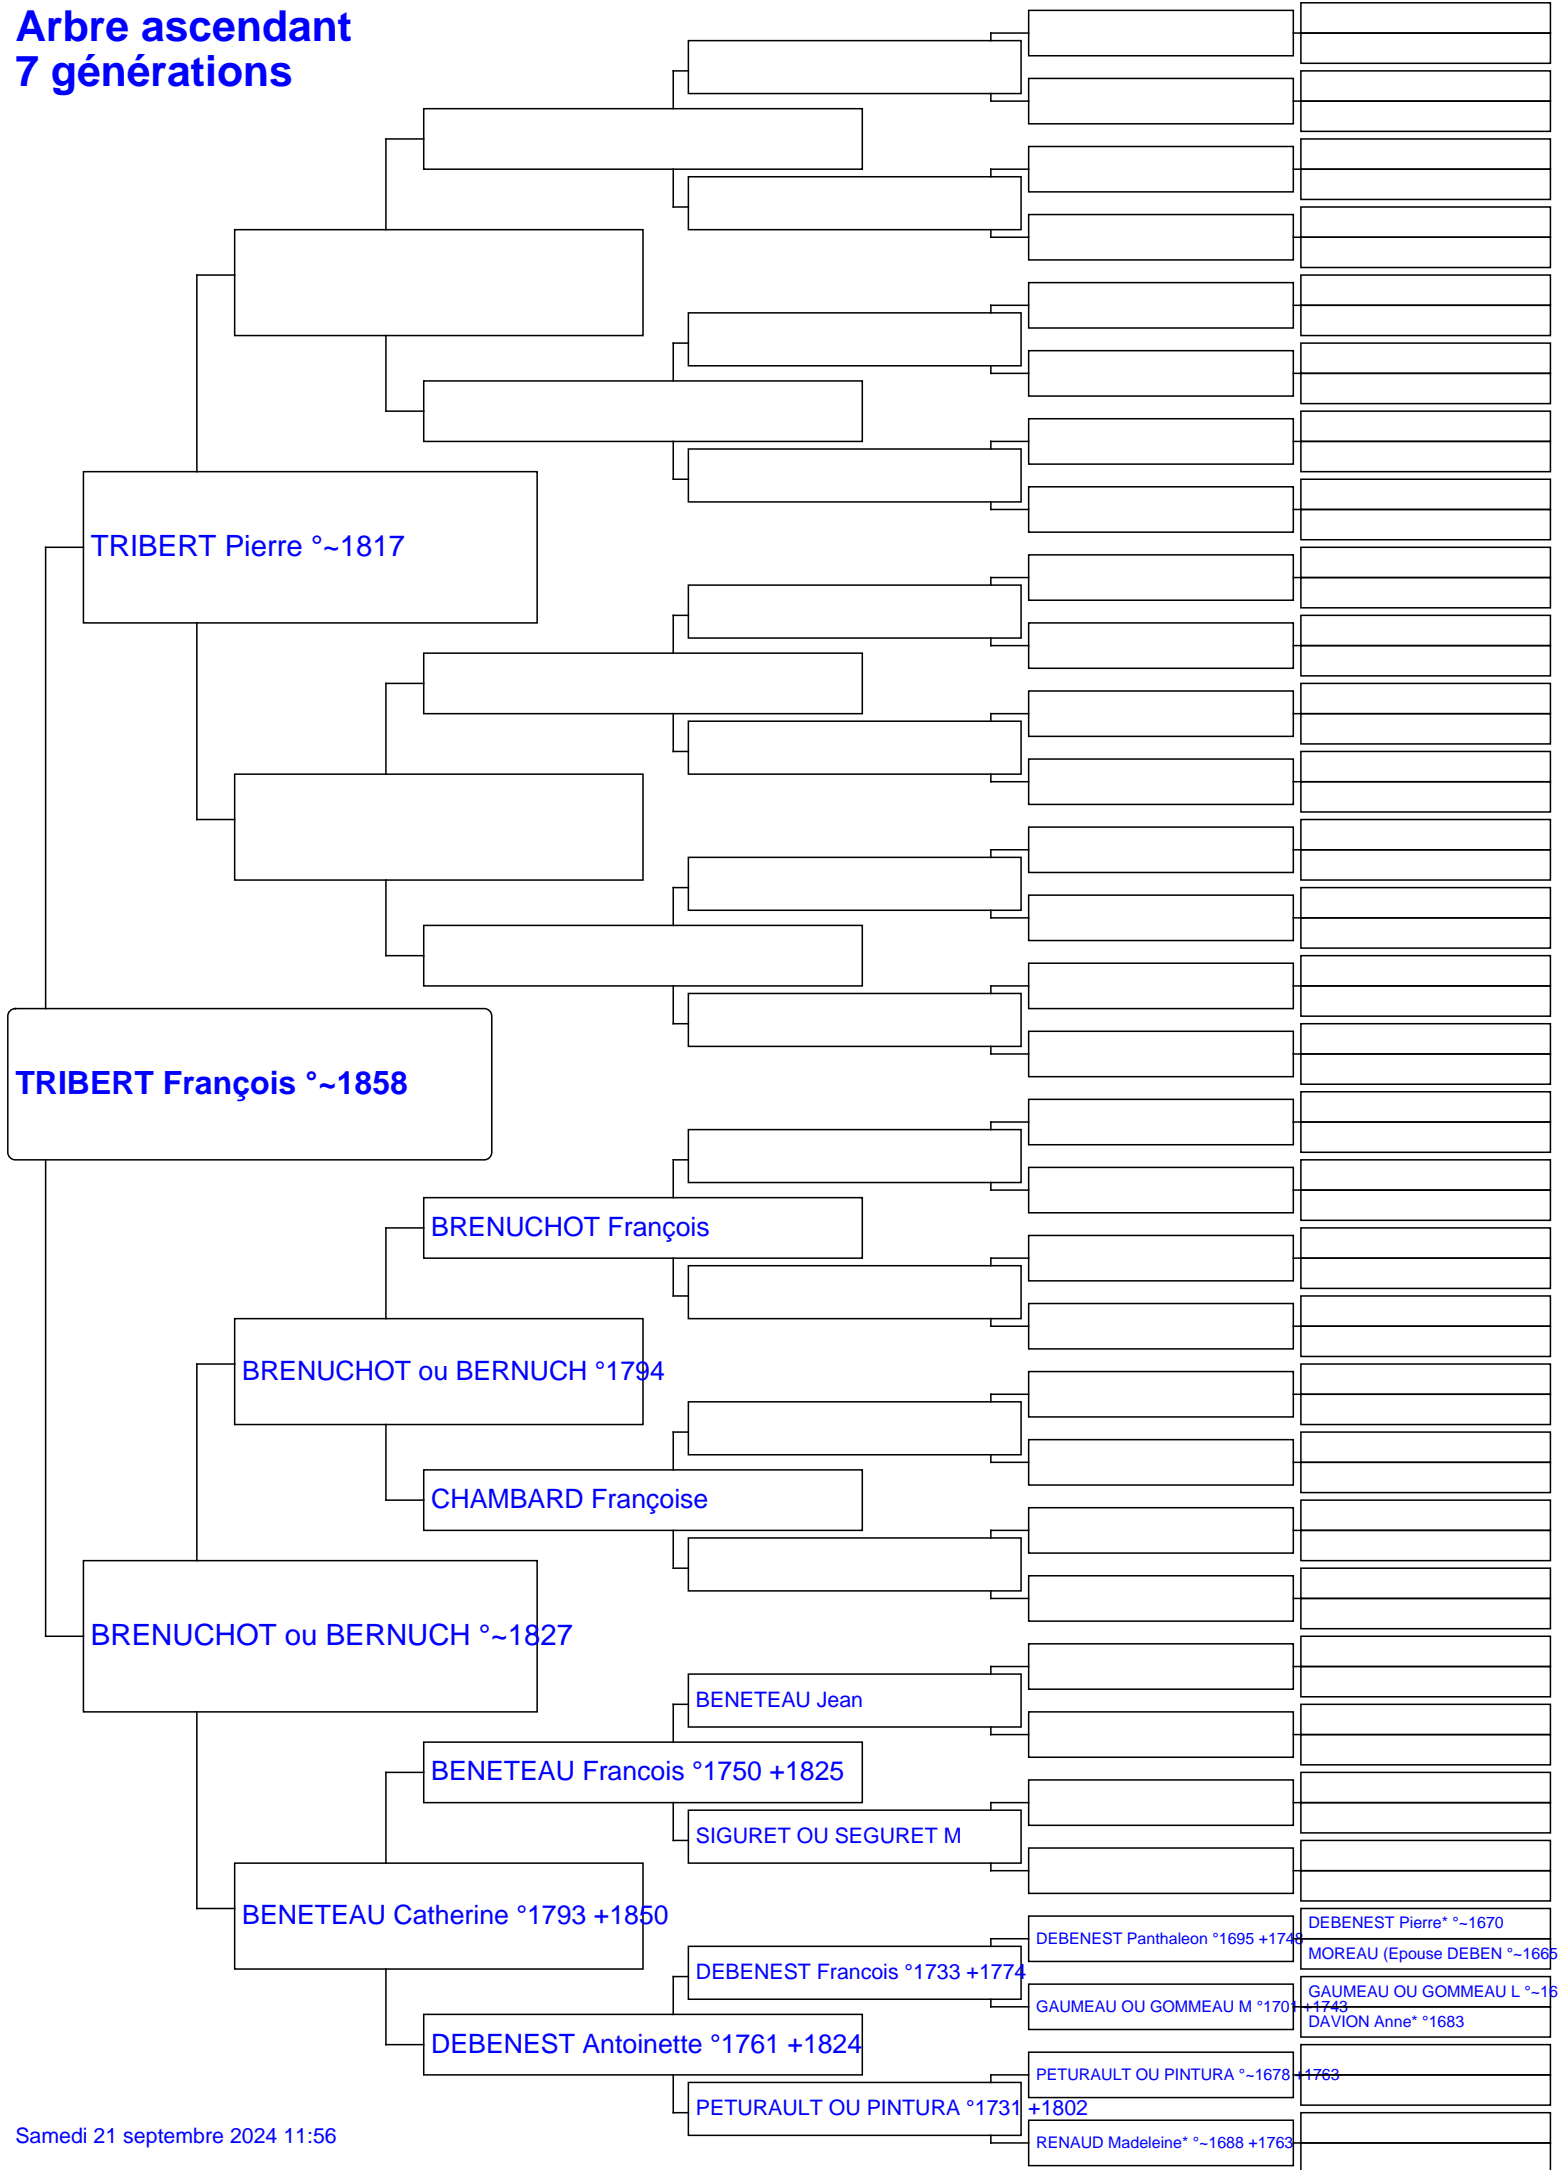 Arbre ascendant
7 générations
TRIBERT Pierre °~1817
TRIBERT François °~1858
BRENUCHOT François
BRENUCHOT ou BERNUCH °1794
CHAMBARD Françoise
BRENUCHOT ou BERNUCH °~1827
BENETEAU Jean
BENETEAU Francois °1750 +1825
SIGURET OU SEGURET M
BENETEAU Catherine °1793 +1850
DEBENEST Pierre* °~1670
DEBENEST Panthaleon °1695 +1748
MOREAU (Epouse DEBEN °~1665
DEBENEST Francois °1733 +1774
GAUMEAU OU GOMMEAU L °~16
GAUMEAU OU GOMMEAU M °1701 +1743
DAVION Anne* °1683
DEBENEST Antoinette °1761 +1824
PETURAULT OU PINTURA °~1678 +1763
PETURAULT OU PINTURA °1731 +1802
RENAUD Madeleine* °~1688 +1763
Samedi 21 septembre 2024 11:56